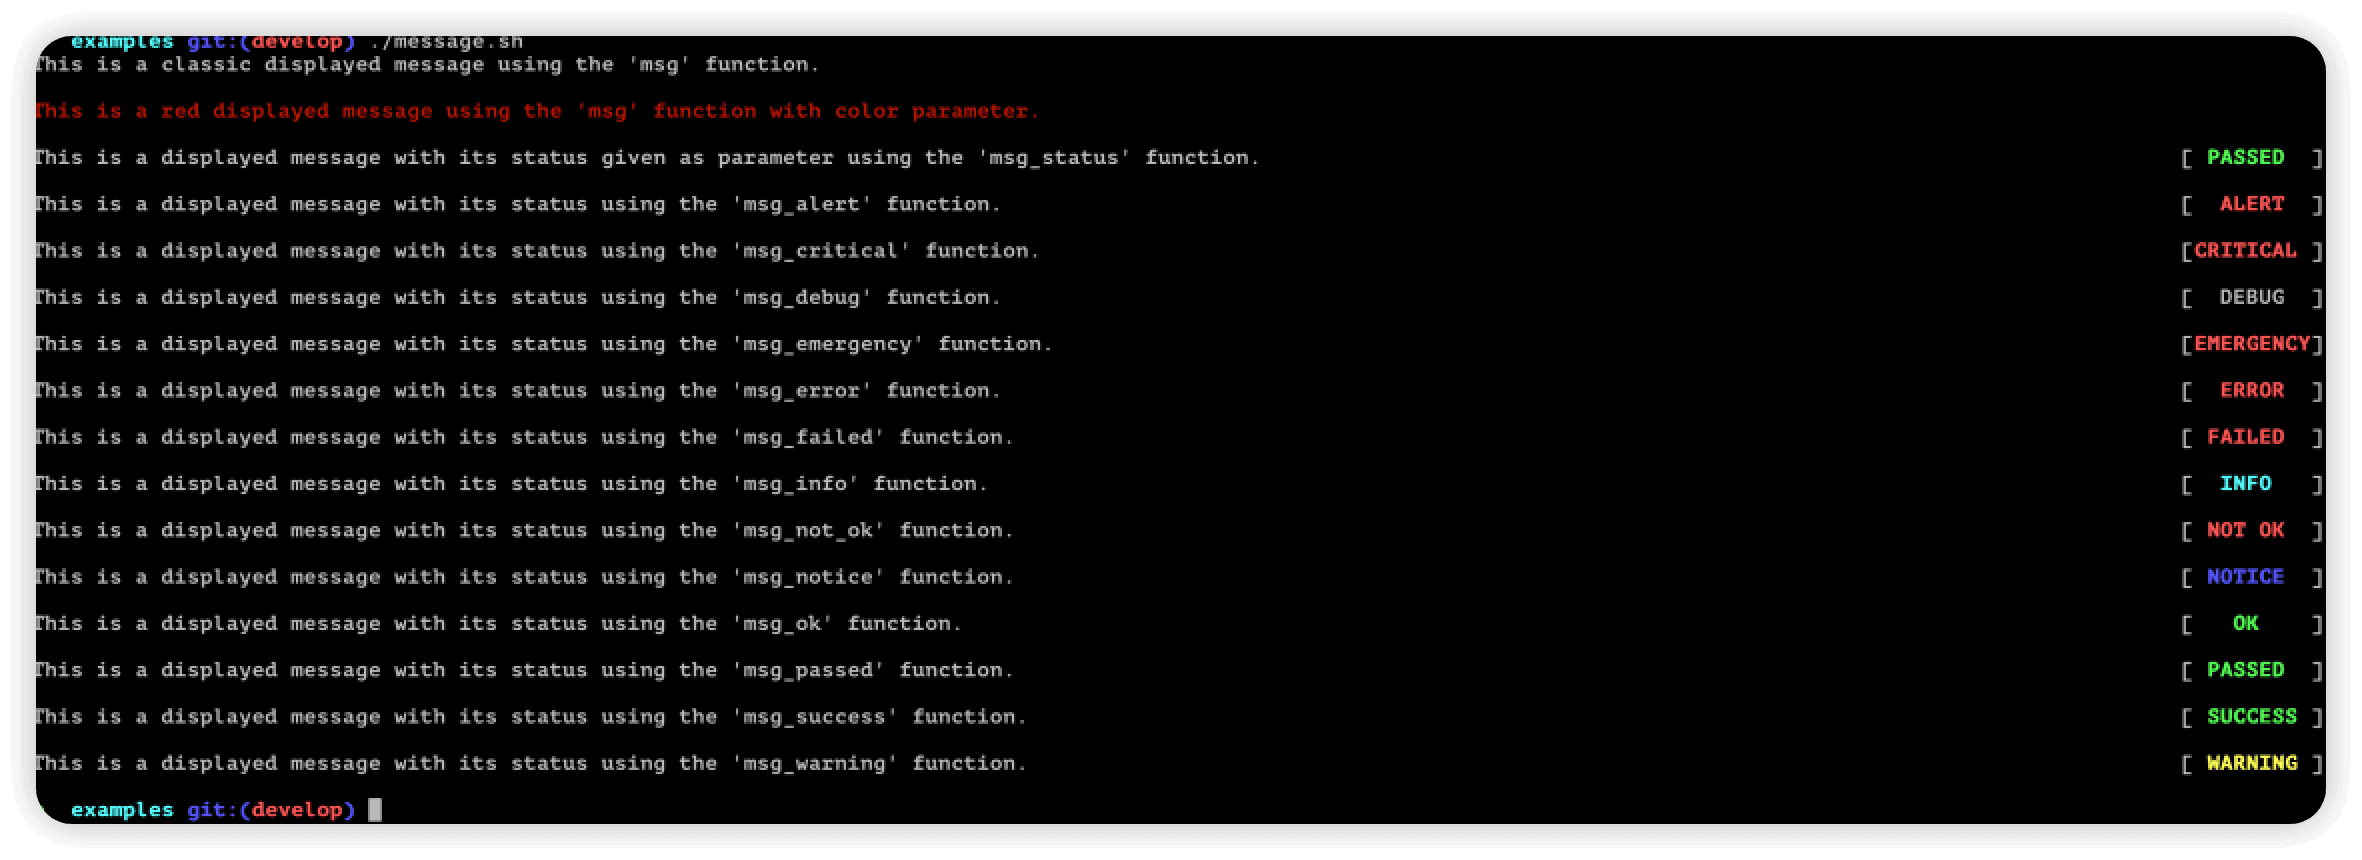 examples git:(develop) ./message.sh
This is a classic displayed message using the 'msg' function.
This is a red displayed message using the 'msg' function with color parameter.
This is a displayed message with its status given as parameter using the 'msg_status' function. [ PASSED ]
This is a displayed message with its status using the 'msg_alert' function. [ ALERT ]
This is a displayed message with its status using the 'msg_critical' function. [CRITICAL ]
This is a displayed message with its status using the 'msg_debug' function. [ DEBUG ]
This is a displayed message with its status using the 'msg_emergency' function. [EMERGENCY]
This is a displayed message with its status using the 'msg_error' function. [ ERROR ]
This is a displayed message with its status using the 'msg_failed' function. [ FAILED ]
This is a displayed message with its status using the 'msg_info' function. [ INFO ]
This is a displayed message with its status using the 'msg_not_ok' function. [ NOT OK ]
This is a displayed message with its status using the 'msg_notice' function. [ NOTICE ]
This is a displayed message with its status using the 'msg_ok' function. [ OK ]
This is a displayed message with its status using the 'msg_passed' function. [ PASSED ]
This is a displayed message with its status using the 'msg_success' function. [ SUCCESS ]
This is a displayed message with its status using the 'msg_warning' function. [ WARNING ]
examples git:(develop)